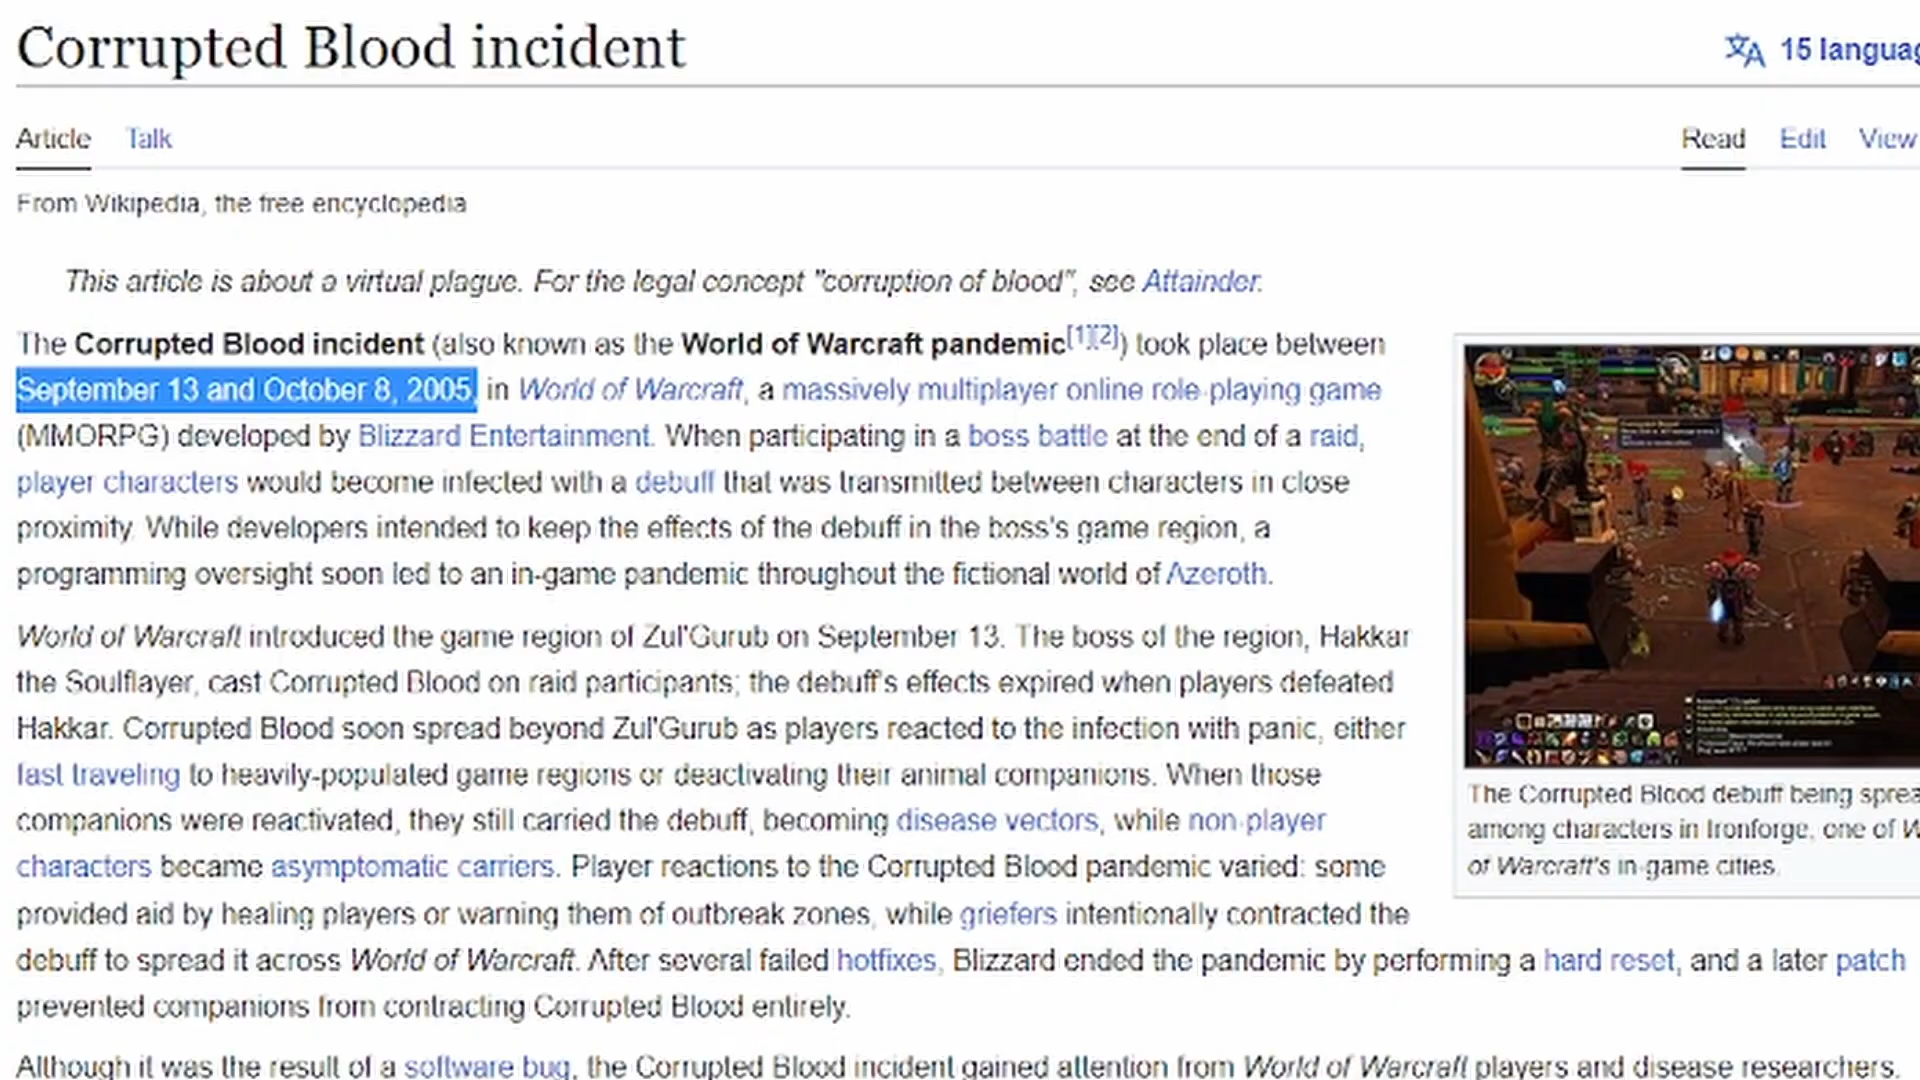 Corrupted Blood incident
15 languag
Article Talk
Read Edit View
From Wikipedia, the free encyclopedia
This article is about a virtual plague. For the legal concept "corruption of blood", see Attainder.
The Corrupted Blood incident (also known as the World of Warcraft pandemic[1][2]) took place between
September 13 and October 8, 2005, in World of Warcraft, a massively multiplayer online role-playing game
(MMORPG) developed by Blizzard Entertainment. When participating in a boss battle at the end of a raid,
player characters would become infected with a debuff that was transmitted between characters in close
proximity. While developers intended to keep the effects of the debuff in the boss's game region, a
programming oversight soon led to an in-game pandemic throughout the fictional world of Azeroth.
World of Warcraft introduced the game region of Zul'Gurub on September 13. The boss of the region, Hakkar
the Soulflayer, cast Corrupted Blood on raid participants; the debuff's effects expired when players defeated
Hakkar. Corrupted Blood soon spread beyond Zul'Gurub as players reacted to the infection with panic, either
fast traveling to heavily-populated game regions or deactivating their animal companions. When those
companions were reactivated, they still carried the debuff, becoming disease vectors, while non-player
characters became asymptomatic carriers. Player reactions to the Corrupted Blood pandemic varied: some
provided aid by healing players or warning them of outbreak zones, while griefers intentionally contracted the
debuff to spread it across World of Warcraft. After several failed hotfixes, Blizzard ended the pandemic by performing a hard reset, and a later patch
prevented companions from contracting Corrupted Blood entirely.
Although it was the result of a software bug, the Corrupted Blood incident gained attention from World of Warcraft players and disease researchers.
The Corrupted Blood debuff being sprea
among characters in Ironforge, one of W
of Warcraft's in-game cities.